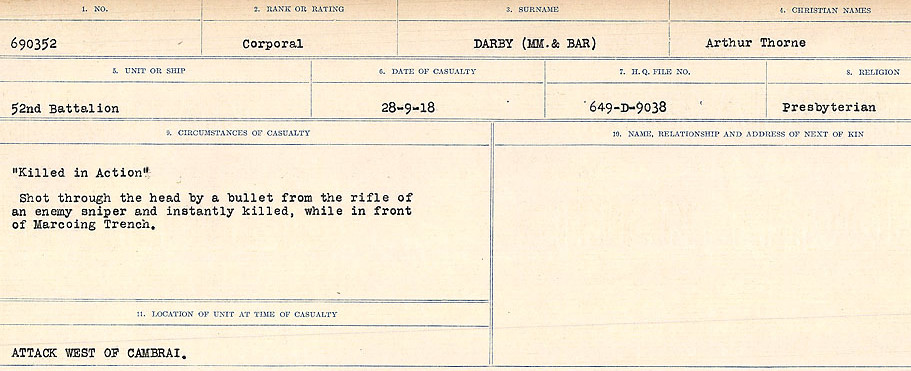 1. NO. 2. RANK OR RATING 3. SURNAME 4. CHRISTIAN NAMES
690352 Corporal DARBY (MM.& BAR) Arthur Thorne
5. UNIT OR SHIP 6. DATE OF CASUALTY 7. H.Q. FILE NO. 8. RELIGION
52nd Battalion 28-9-18 649-D-9038 Presbyterian
9. CIRCUMSTANCES OF CASUALTY 10. NAME, RELATIONSHIP AND ADDRESS OF NEXT OF KIN
"Killed in Action"
Shot through the head by a bullet from the rifle of
an enemy sniper and instantly killed, while in front
of Marcoing Trench.
11. LOCATION OF UNIT AT TIME OF CASUALTY
ATTACK WEST OF CAMBRAI.